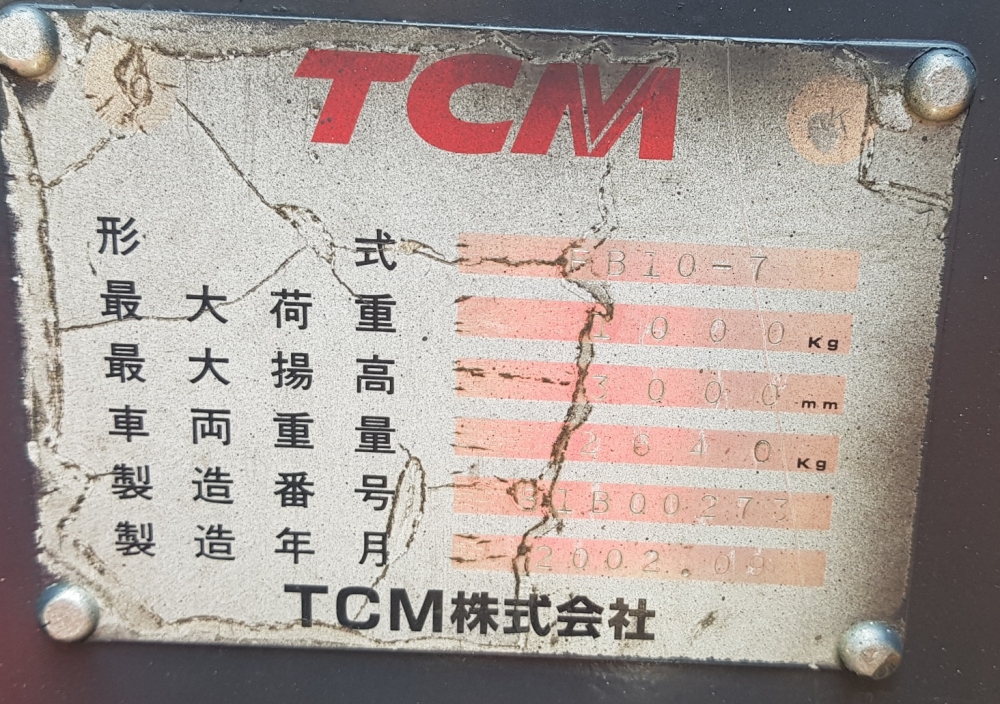 TCM
形式 FB10-7
最大荷重 1000 Kg
最大揚高 3000 mm
車両重量 2640 Kg
製造番号
製造年月 2002.09
TCM株式会社